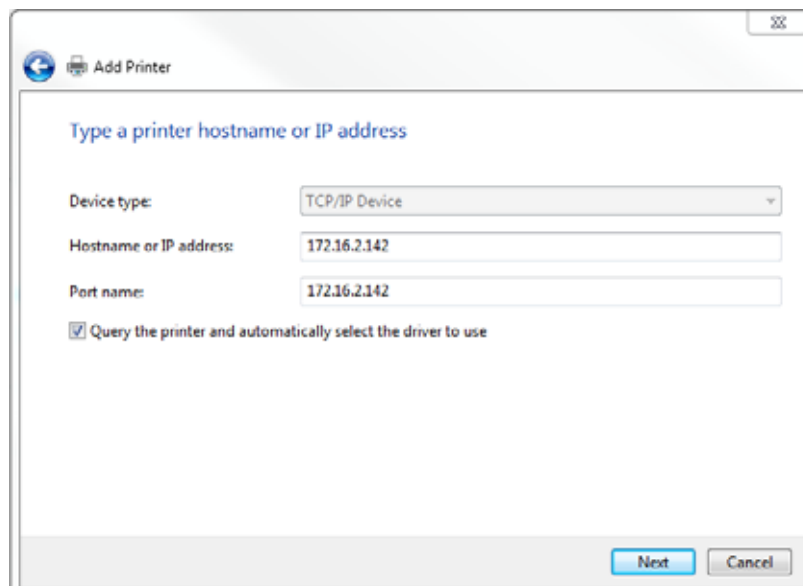 Add Printer
Type a printer hostname or IP address
Device type: TCP/IP Device
Hostname or IP address: 172.16.2.142
Port name: 172.16.2.142
Query the printer and automatically select the driver to use
Next Cancel